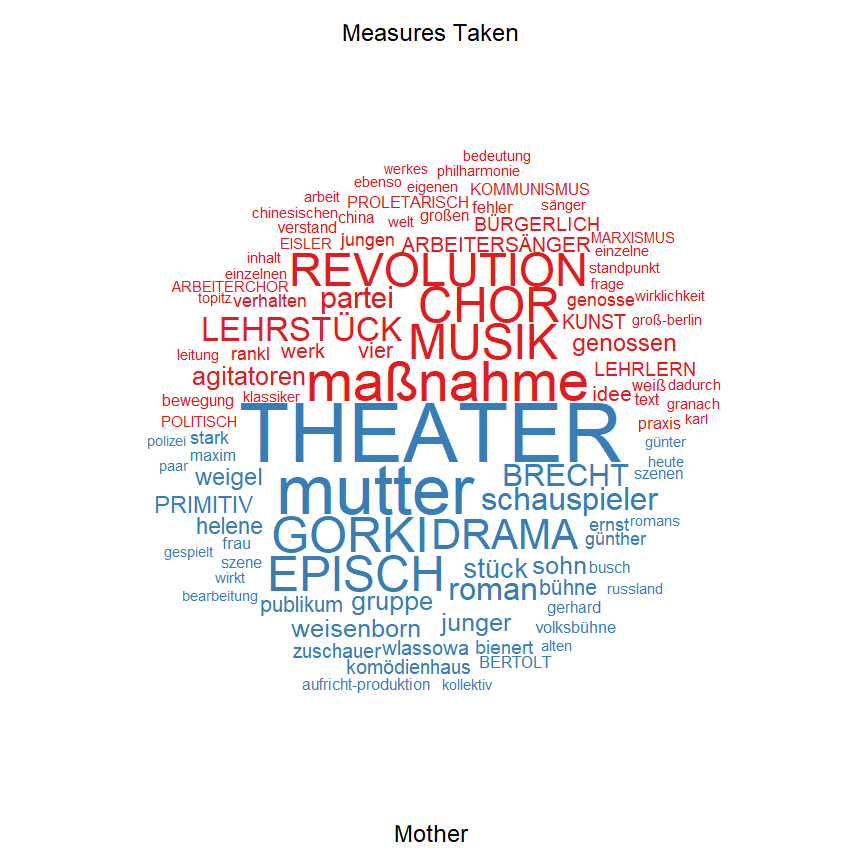 Measures Taken
bedeutung
werkes philharmonie
ebenso eigenen KOMMUNISMUS
arbeit PROLETARISCH fehler sänger
chinesischen china welt großen BÜRGERLICH
verstand
EISLER jungen ARBEITERSÄNGER MARXISMUS
inhalt REVOLUTION einzelne
einzelnen standpunkt
ARBEITERCHOR frage
topitz verhalten partei CHOR genosse wirklichkeit
LEHRSTÜCK MUSIK KUNST groß-berlin
leitung rankl werk vier genossen
agitatoren maßnahme LEHRLERN
bewegung klassiker idee weiß dadurch
text granach
POLITISCH praxis karl
polizei stark THEATER günter
maxim
paar weigel mutter BRECHT heute
szenen
PRIMITIV schauspieler
helene GORKI DRAMA ernst romans
frau günther
gespielt szene EPISCH stück sohn busch
wirkt
bearbeitung publikum gruppe roman bühne russland
gerhard
weisenborn junger volksbühne
zuschauer wlassowa bienert alten
komödienhaus BERTOLT
aufricht-produktion kollektiv
Mother